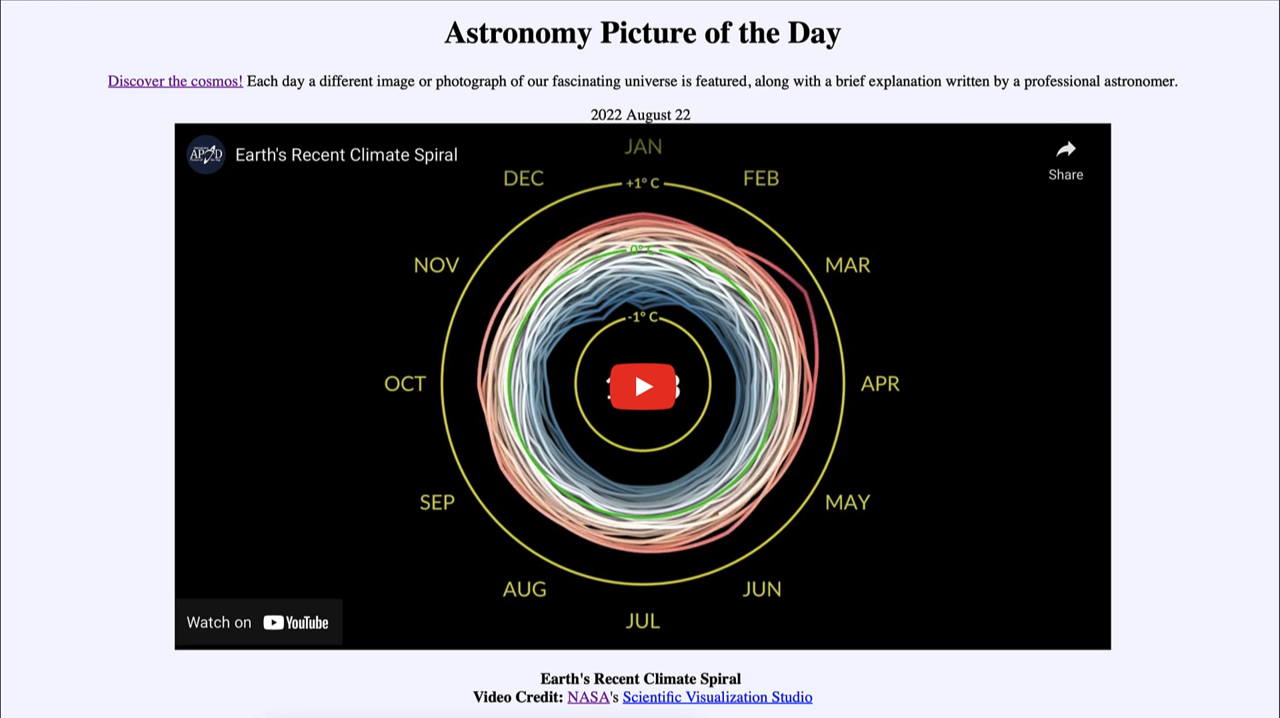 Astronomy Picture of the Day
Discover the cosmos! Each day a different image or photograph of our fascinating universe is featured, along with a brief explanation written by a professional astronomer.
2022 August 22
APOD
Earth's Recent Climate Spiral
Share
JAN
DEC
FEB
+1° C
NOV
MAR
0° C
-1° C
OCT
APR
SEP
MAY
AUG
JUN
JUL
Watch on YouTube
Earth's Recent Climate Spiral
Video Credit: NASA's Scientific Visualization Studio